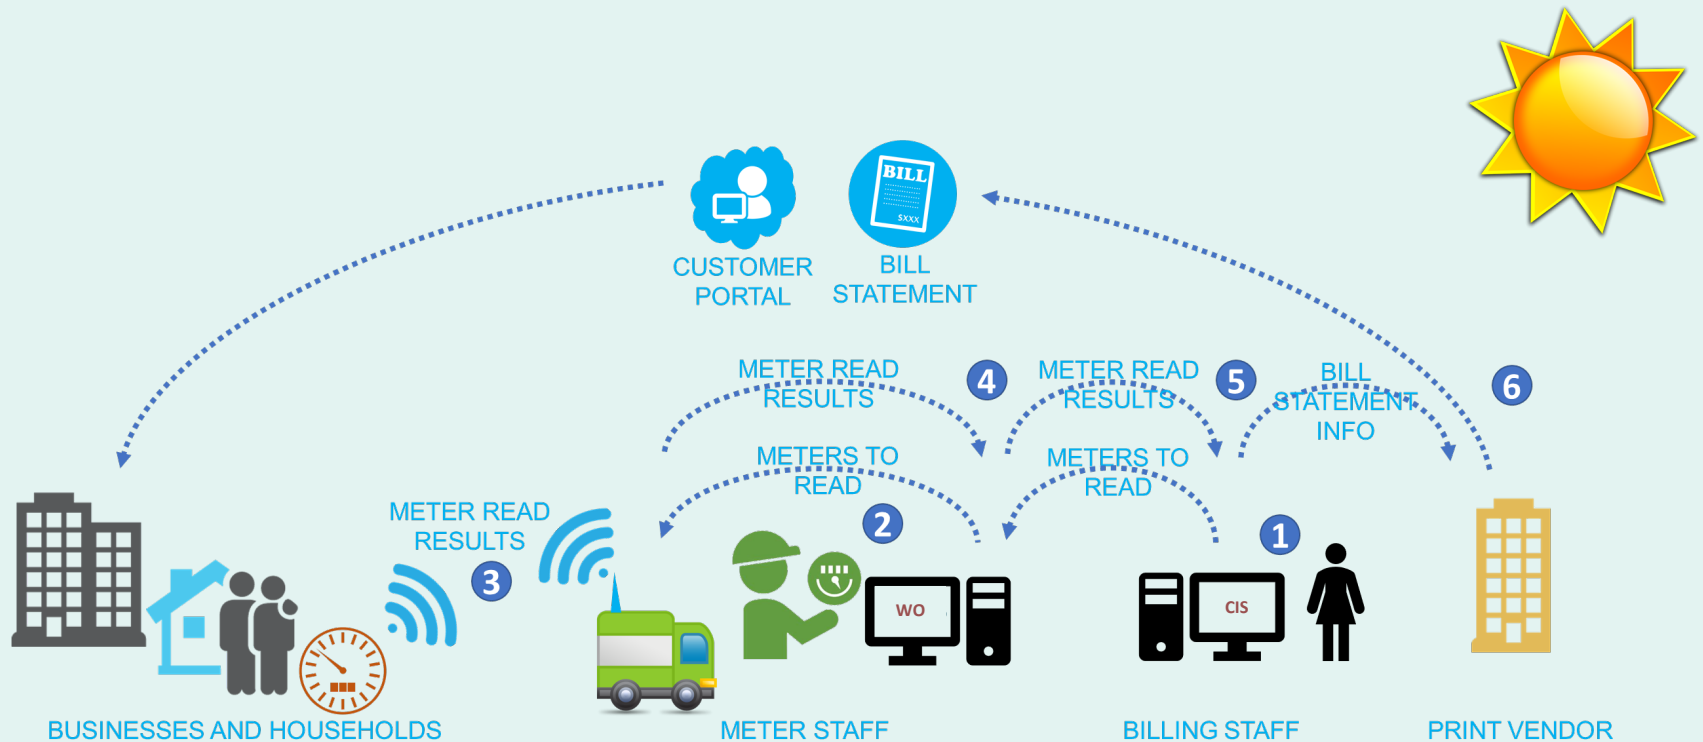 BILL
$XXX
CUSTOMER
PORTAL
BILL
STATEMENT
METER READ
RESULTS
4
METER READ
RESULTS
5
BILL
STATEMENT
INFO
6
METERS TO
READ
2
METERS TO
READ
1
METER READ
RESULTS
3
WO
CIS
BUSINESSES AND HOUSEHOLDS
METER STAFF
BILLING STAFF
PRINT VENDOR